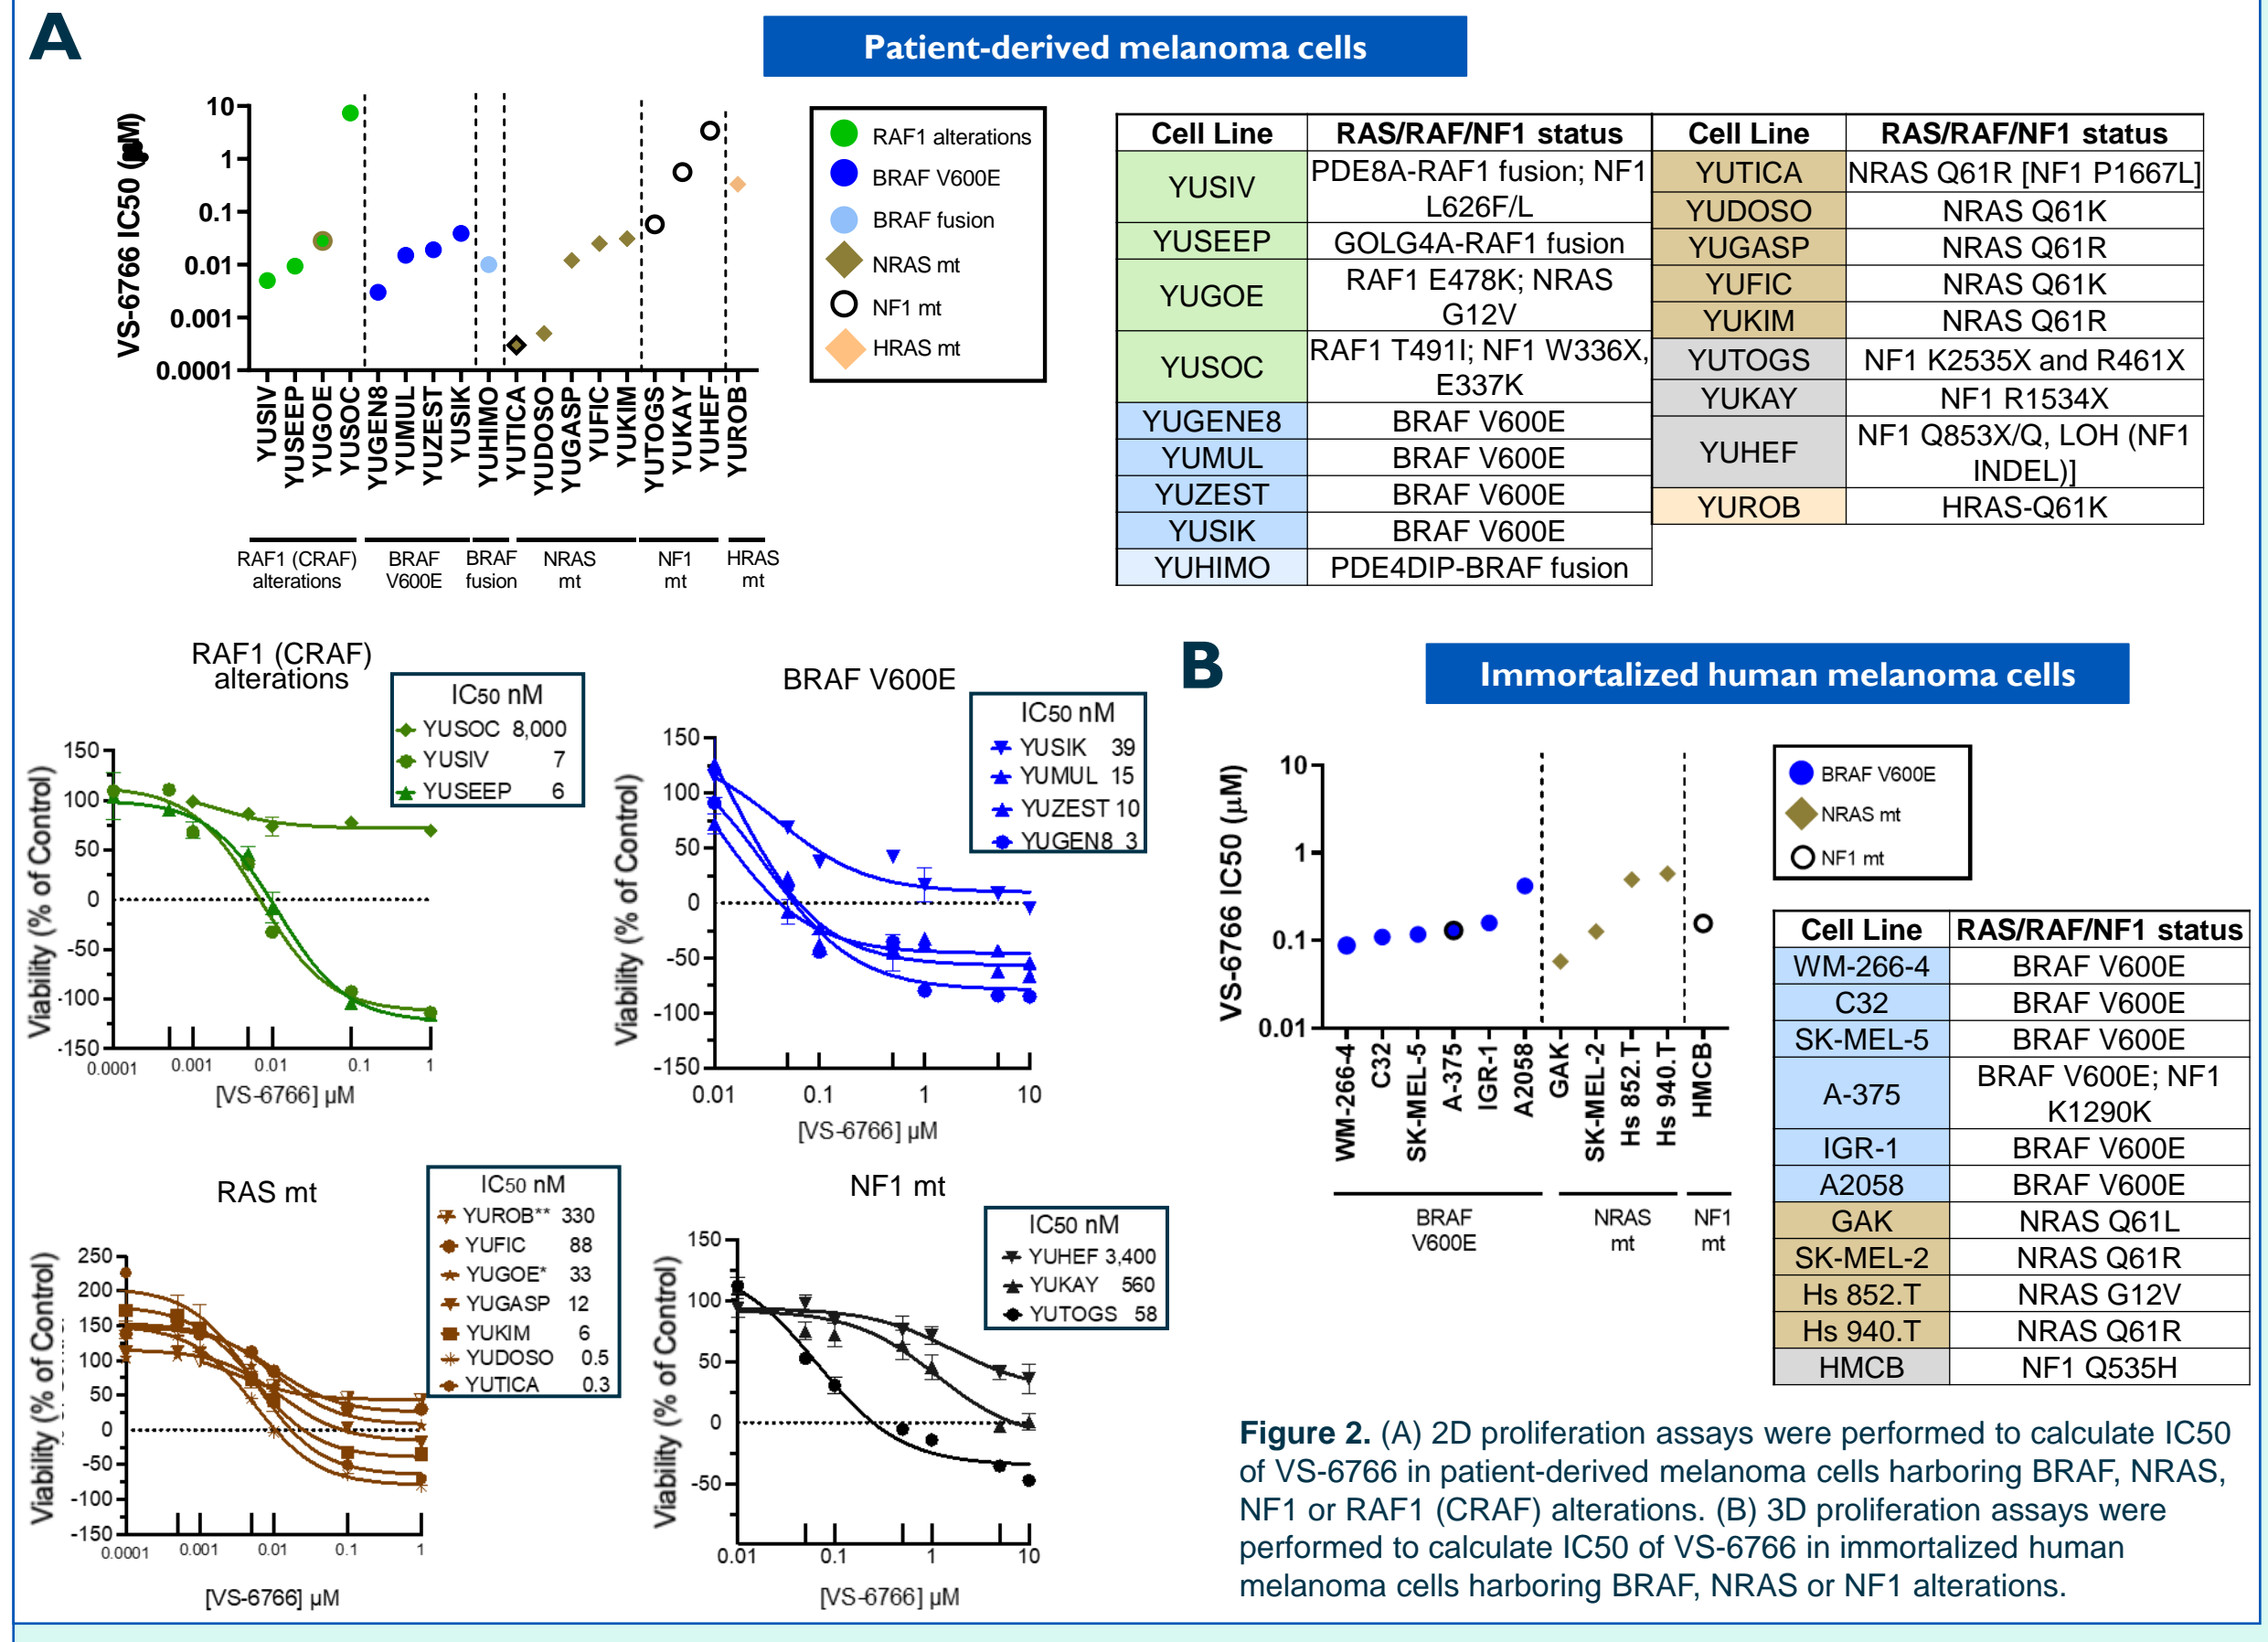 A
Patient-derived melanoma cells
VS-6766 IC50 (µM)
10
1
0.1
0.01
0.001
0.0001
YUSIV
YUSEEP
YUGOE
YUSOC
YUGEN8
YUMUL
YUZEST
YUSIK
YUHIMO
YUTICA
YUDOSO
YUGASP
YUFIC
YUKIM
YUTOGS
YUKAY
YUHEF
YUROB
RAF1 (CRAF)
alterations
BRAF
V600E
BRAF
fusion
NRAS
mt
NF1
mt
HRAS
mt
RAF1 alterations
BRAF V600E
BRAF fusion
NRAS mt
NF1 mt
HRAS mt
Cell Line RAS/RAF/NF1 status
YUSIV PDE8A-RAF1 fusion; NF1
L626F/L
YUSEEP GOLG4A-RAF1 fusion
YUGOE RAF1 E478K; NRAS
G12V
YUSOC RAF1 T491I; NF1 W336X,
E337K
YUGENE8 BRAF V600E
YUMUL BRAF V600E
YUZEST BRAF V600E
YUSIK BRAF V600E
YUHIMO PDE4DIP-BRAF fusion
Cell Line RAS/RAF/NF1 status
YUTICA NRAS Q61R [NF1 P1667L]
YUDOSO NRAS Q61K
YUGASP NRAS Q61R
YUFIC NRAS Q61K
YUKIM NRAS Q61R
YUTOGS NF1 K2535X and R461X
YUKAY NF1 R1534X
YUHEF NF1 Q853X/Q, LOH (NF1
INDEL)]
YUROB HRAS-Q61K
RAF1 (CRAF)
alterations
IC50 nM
YUSOC 8,000
YUSIV 7
YUSEEP 6
Viability (% of Control)
150
100
50
0
-50
-100
-150
0.0001 0.001 0.01 0.1 1
[VS-6766] µM
BRAF V600E
IC50 nM
YUSIK 39
YUMUL 15
YUZEST 10
YUGEN8 3
Viability (% of Control)
150
100
50
0
-50
-100
-150
0.01 0.1 1 10
[VS-6766] µM
RAS mt
IC50 nM
YUROB** 330
YUFIC 88
YUGOE* 33
YUGASP 12
YUKIM 6
YUDOSO 0.5
YUTICA 0.3
Viability (% of Control)
250
200
150
100
50
0
-50
-100
-150
0.0001 0.001 0.01 0.1 1
[VS-6766] µM
NF1 mt
IC50 nM
YUHEF 3,400
YUKAY 560
YUTOGS 58
Viability (% of Control)
150
100
50
0
-50
0.01 0.1 1 10
[VS-6766] µM
B
Immortalized human melanoma cells
VS-6766 IC50 (µM)
10
1
0.1
0.01
WM-266-4
C32
SK-MEL-5
A-375
IGR-1
A2058
GAK
SK-MEL-2
Hs 852.T
Hs 940.T
HMCB
BRAF
V600E
NRAS
mt
NF1
mt
BRAF V600E
NRAS mt
NF1 mt
Cell Line RAS/RAF/NF1 status
WM-266-4 BRAF V600E
C32 BRAF V600E
SK-MEL-5 BRAF V600E
A-375 BRAF V600E; NF1
K1290K
IGR-1 BRAF V600E
A2058 BRAF V600E
GAK NRAS Q61L
SK-MEL-2 NRAS Q61R
Hs 852.T NRAS G12V
Hs 940.T NRAS Q61R
HMCB NF1 Q535H
Figure 2. (A) 2D proliferation assays were performed to calculate IC50
of VS-6766 in patient-derived melanoma cells harboring BRAF, NRAS,
NF1 or RAF1 (CRAF) alterations. (B) 3D proliferation assays were
performed to calculate IC50 of VS-6766 in immortalized human
melanoma cells harboring BRAF, NRAS or NF1 alterations.